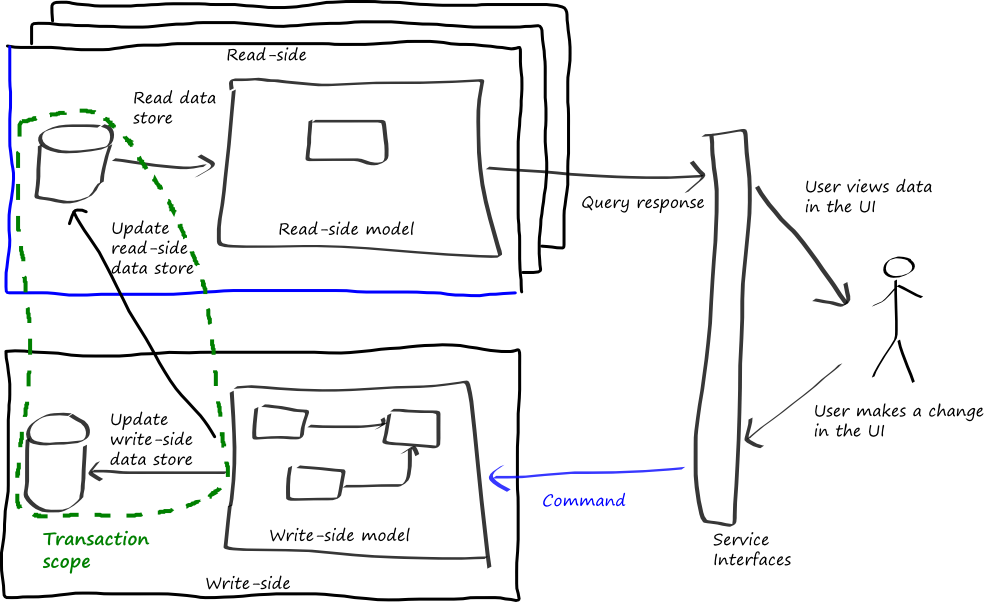 Read-side
Read data
store
Read-side model
Query response
User views data
in the UI
Update
read-side
data store
Update
write-side
data store
User makes a change
in the UI
Command
Write-side model
Transaction
scope
Service
Interfaces
Write-side